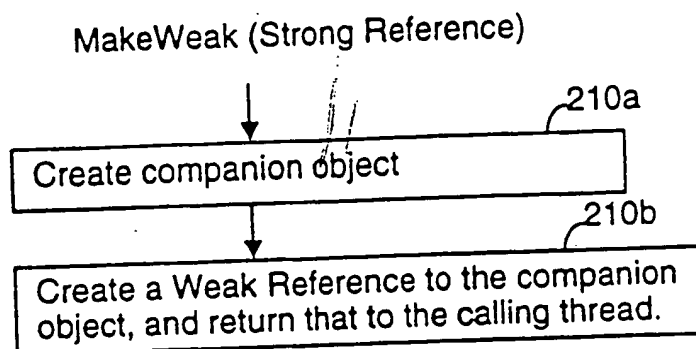 MakeWeak (Strong Reference)
210a
Create companion object
210b
Create a Weak Reference to the companion
object, and return that to the calling thread.